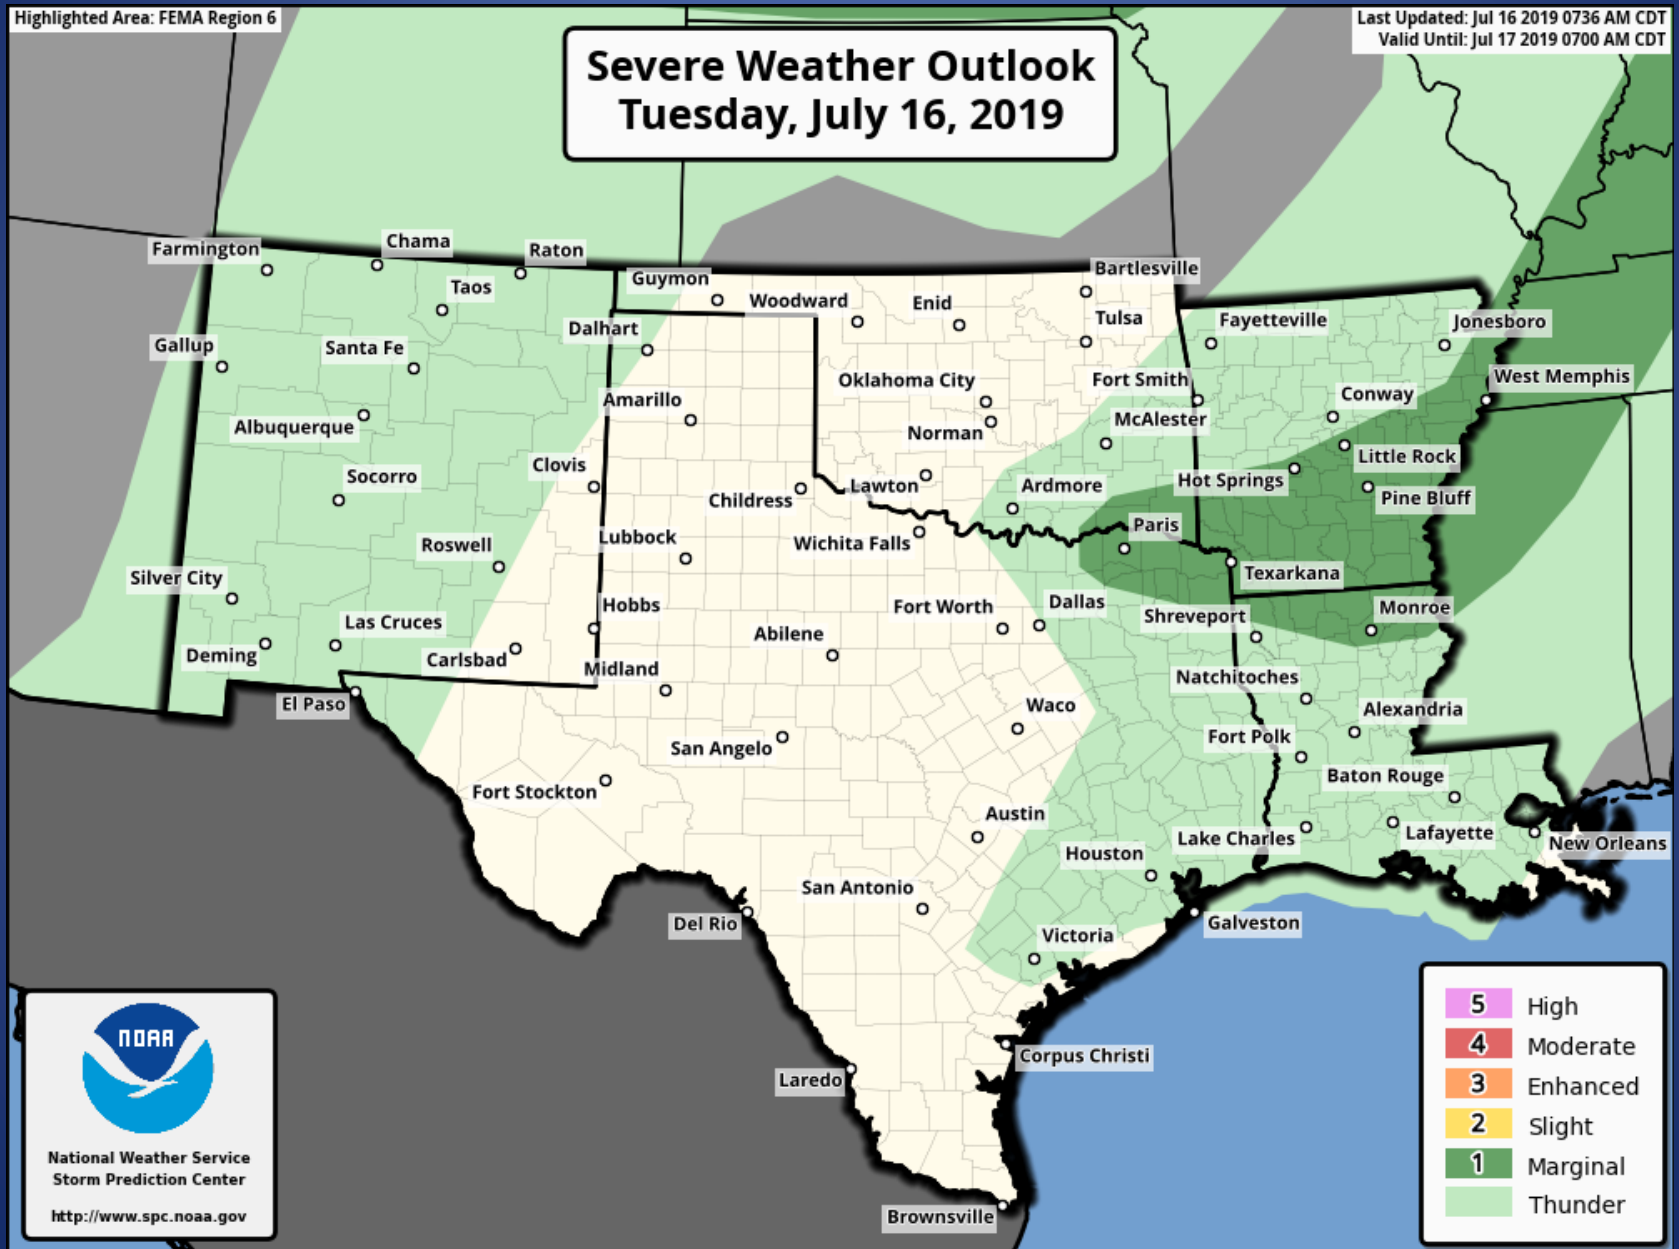 Highlighted Area: FEMA Region 6
Last Updated: Jul 16 2019 0736 AM CDT
Valid Until: Jul 17 2019 0700 AM CDT
Severe Weather Outlook
Tuesday, July 16, 2019
Farmington
Chama
Raton
Taos
Guymon
Woodward
Enid
Bartlesville
Tulsa
Fayetteville
Jonesboro
Gallup
Santa Fe
Dalhart
Oklahoma City
Fort Smith
Conway
West Memphis
Albuquerque
Amarillo
Norman
McAlester
Little Rock
Socorro
Clovis
Childress
Lawton
Ardmore
Hot Springs
Pine Bluff
Roswell
Lubbock
Wichita Falls
Paris
Texarkana
Silver City
Hobbs
Fort Worth
Dallas
Shreveport
Monroe
Las Cruces
Deming
Carlsbad
Midland
Abilene
Natchitoches
El Paso
San Angelo
Waco
Fort Polk
Alexandria
Fort Stockton
Austin
Baton Rouge
Houston
Lake Charles
Lafayette
New Orleans
San Antonio
Del Rio
Victoria
Galveston
Corpus Christi
Laredo
Brownsville
NOAA
National Weather Service
Storm Prediction Center
http://www.spc.noaa.gov
5 High
4 Moderate
3 Enhanced
2 Slight
1 Marginal
Thunder